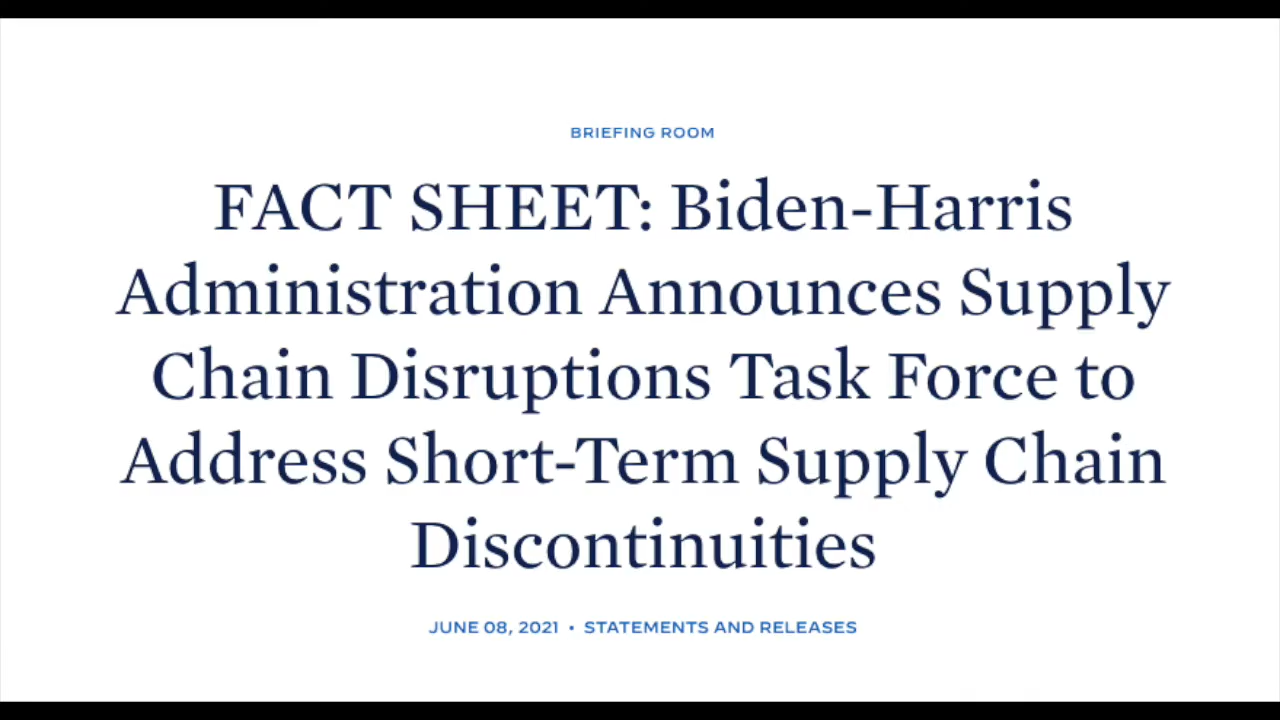 BRIEFING ROOM
FACT SHEET: Biden-Harris
Administration Announces Supply
Chain Disruptions Task Force to
Address Short-Term Supply Chain
Discontinuities
JUNE 08, 2021 • STATEMENTS AND RELEASES